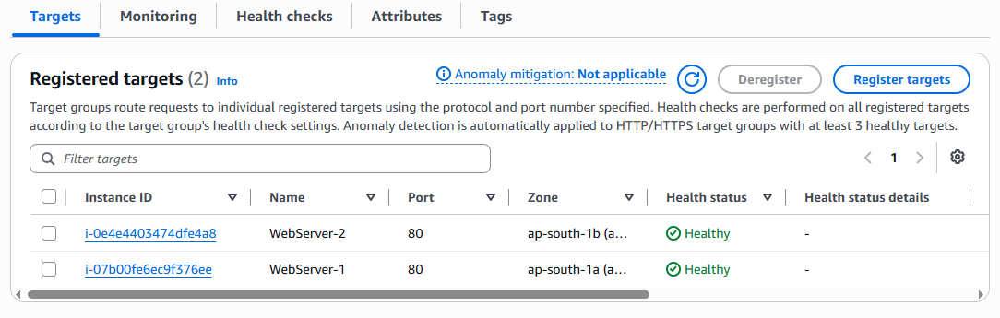 Targets Monitoring Health checks Attributes Tags
Registered targets (2) Info Anomaly mitigation: Not applicable Deregister Register targets
Target groups route requests to individual registered targets using the protocol and port number specified. Health checks are performed on all registered targets
according to the target group's health check settings. Anomaly detection is automatically applied to HTTP/HTTPS target groups with at least 3 healthy targets.
Filter targets 1
Instance ID Name Port Zone Health status Health status details
i-0e4e4403474dfe4a8 WebServer-2 80 ap-south-1b (a... Healthy -
i-07b00fe6ec9f376ee WebServer-1 80 ap-south-1a (a... Healthy -